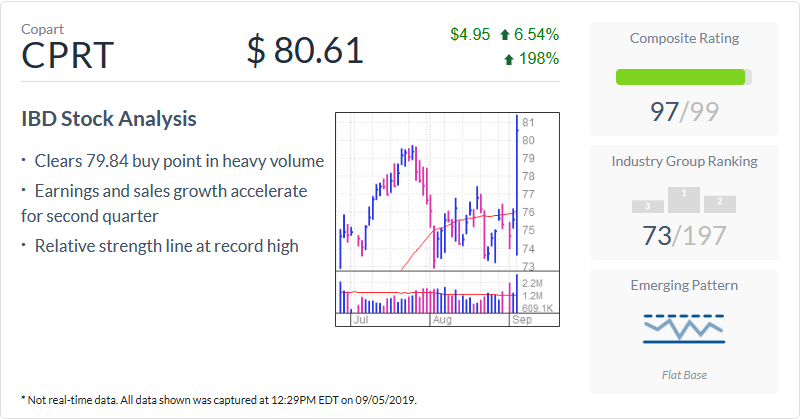 Copart
CPRT
$ 80.61
$4.95 6.54%
198%
IBD Stock Analysis
· Clears 79.84 buy point in heavy volume
· Earnings and sales growth accelerate
for second quarter
· Relative strength line at record high
81
80
79
78
77
76
75
74
73
2.2M
1.2M
609.1K
Jul Aug Sep
Composite Rating
97/99
Industry Group Ranking
3 1 2
73/197
Emerging Pattern
Flat Base
* Not real-time data. All data shown was captured at 12:29PM EDT on 09/05/2019.